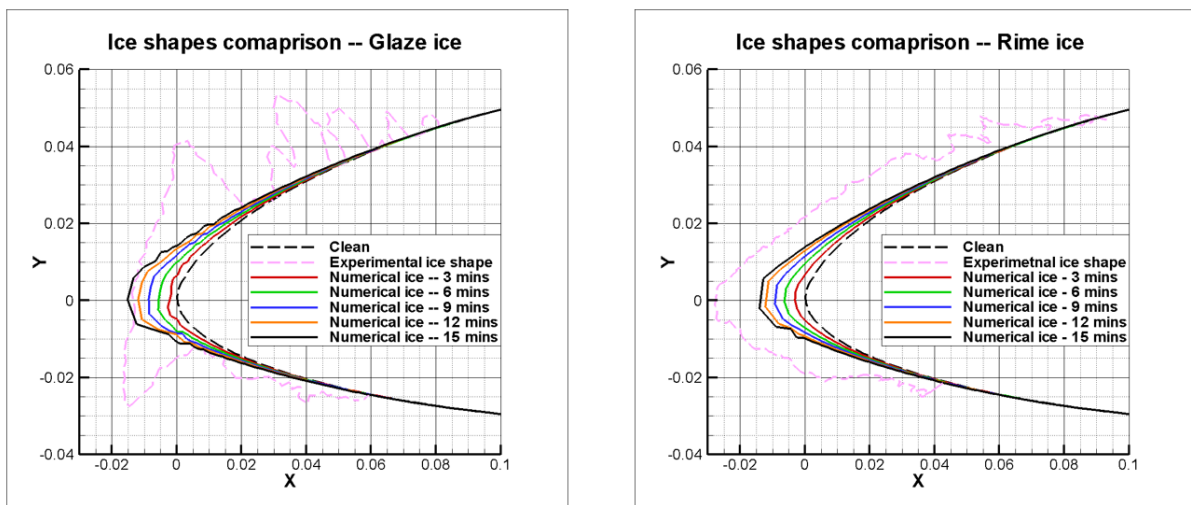 Ice shapes comaprison -- Glaze ice
0.06
0.04
0.02
0
-0.02
-0.04
Y
-0.02
0
0.02
0.04
0.06
0.08
0.1
X
Clean
Experimental ice shape
Numerical ice -- 3 mins
Numerical ice -- 6 mins
Numerical ice -- 9 mins
Numerical ice -- 12 mins
Numerical ice -- 15 mins
Ice shapes comaprison -- Rime ice
0.06
0.04
0.02
0
-0.02
-0.04
Y
-0.02
0
0.02
0.04
0.06
0.08
0.1
X
Clean
Experimetnal ice shape
Numerical ice - 3 mins
Numerical ice - 6 mins
Numerical ice - 9 mins
Numerical ice - 12 mins
Numerical ice - 15 mins